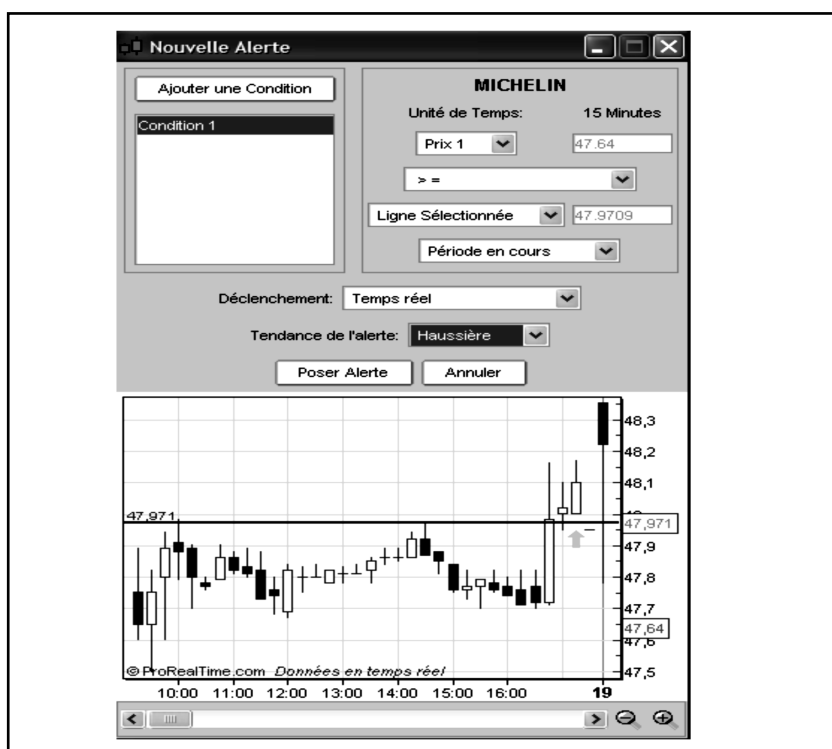 Nouvelle Alerte
Ajouter une Condition
Condition 1
MICHELIN
Unité de Temps: 15 Minutes
Prix 1 47.64
> =
Ligne Sélectionnée 47.9709
Période en cours
Déclenchement: Temps réel
Tendance de l'alerte: Haussière
Poser Alerte Annuler
48,3
48,2
48,1
47,971
47,971
47,9
47,8
47,7
47,64
47,6
47,5
© ProRealTime.com Données en temps réel
10:00 11:00 12:00 13:00 14:00 15:00 16:00 19